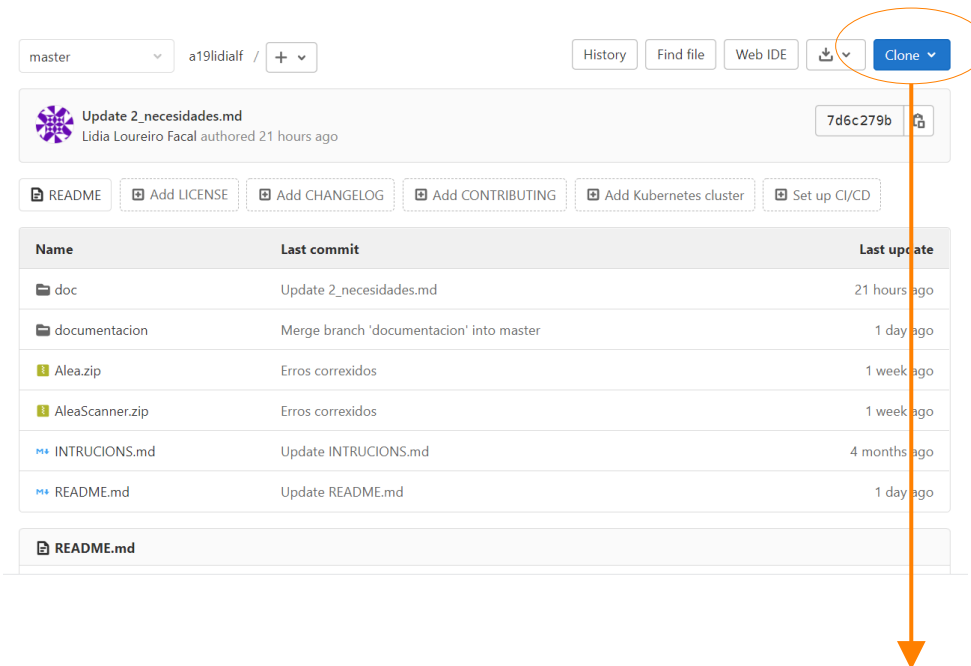 master a19lidialf / + History Find file Web IDE Clone
Update 2_necesidades.md
Lidia Loureiro Facal authored 21 hours ago 7d6c279b
README Add LICENSE Add CHANGELOG Add CONTRIBUTING Add Kubernetes cluster Set up CI/CD
Name Last commit Last update
doc Update 2_necesidades.md 21 hours ago
documentacion Merge branch 'documentacion' into master 1 day ago
Alea.zip Erros correxidos 1 week ago
AleaScanner.zip Erros correxidos 1 week ago
INTRUCIONS.md Update INTRUCIONS.md 4 months ago
README.md Update README.md 1 day ago
README.md